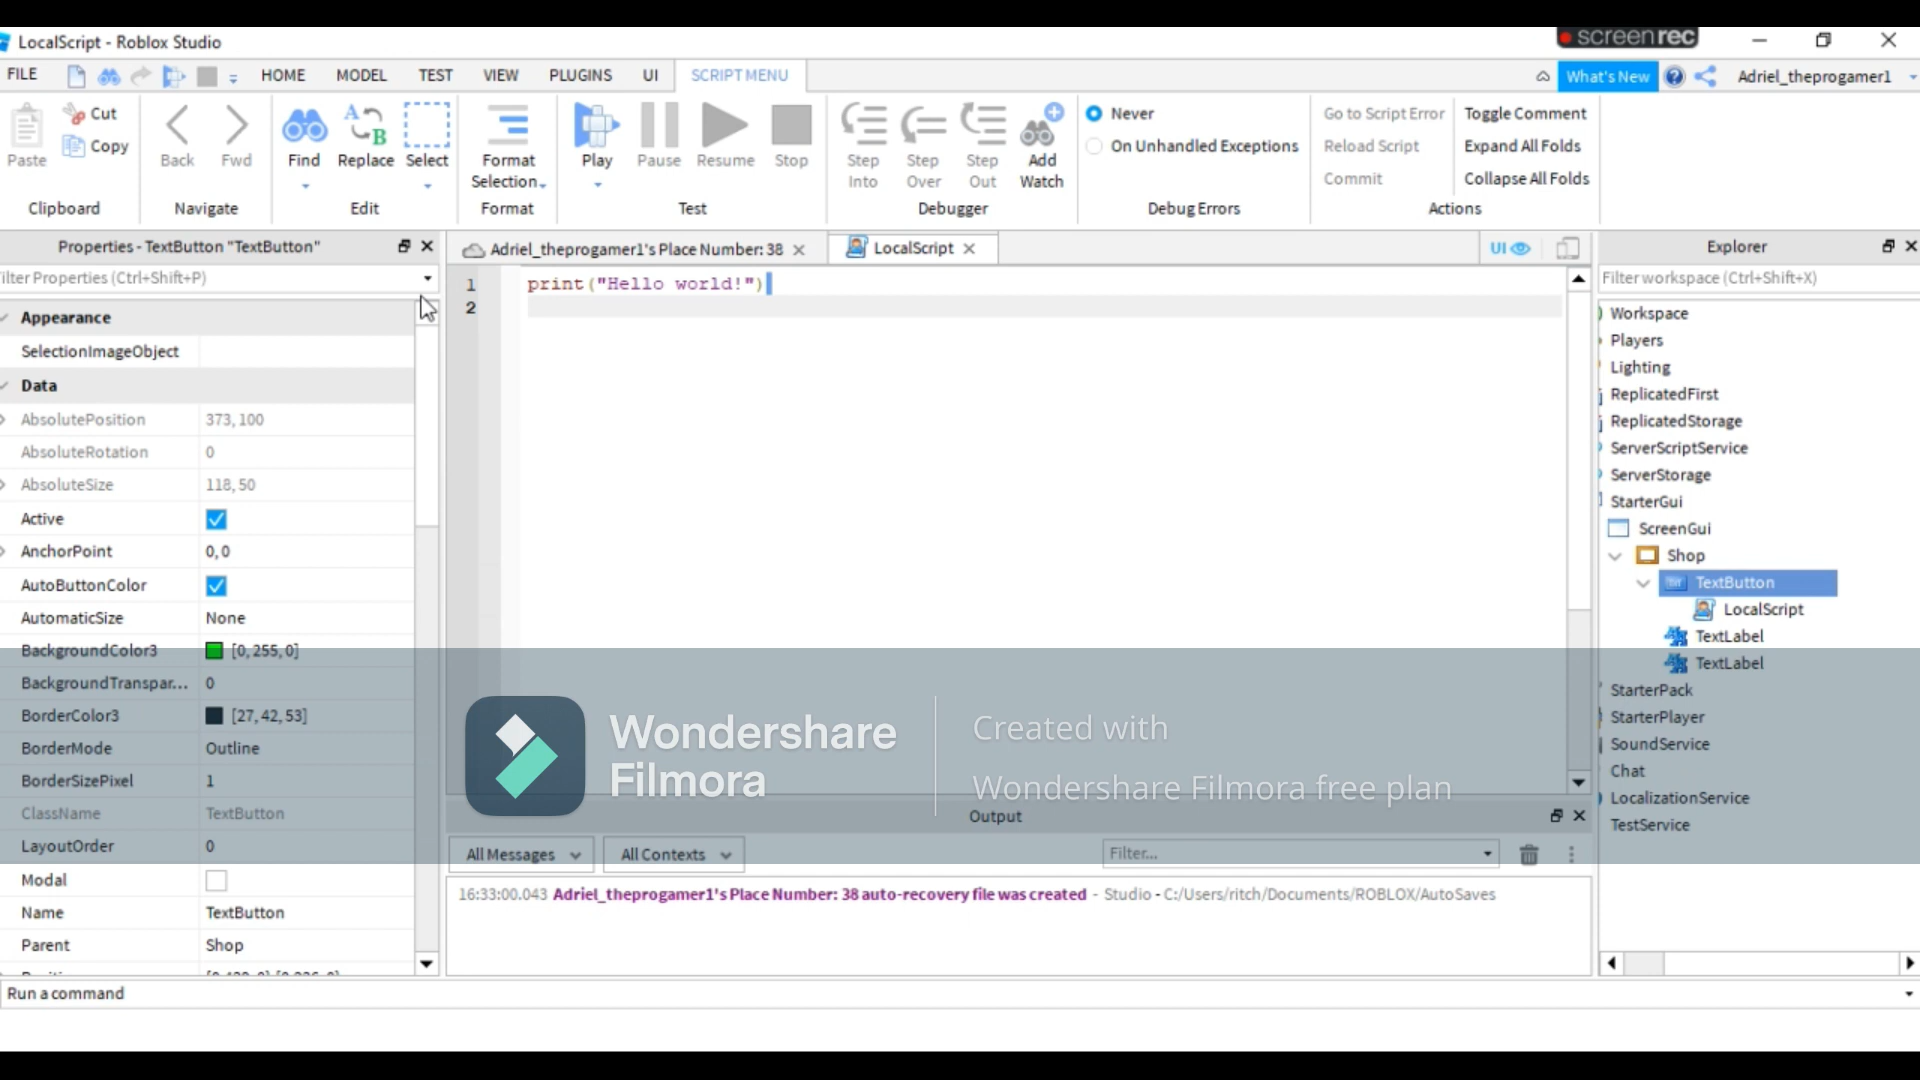 LocalScript - Roblox Studio
screenrec
FILE HOME MODEL TEST VIEW PLUGINS UI SCRIPT MENU What's New Adriel_theprogamer1
Paste Cut Copy Back Fwd Find Replace Select Format Selection Play Pause Resume Stop Step Into Step Over Step Out Add Watch
Never
On Unhandled Exceptions
Go to Script Error
Reload Script
Commit
Toggle Comment
Expand All Folds
Collapse All Folds
Clipboard Navigate Edit Format Test Debugger Debug Errors Actions
Properties - TextButton "TextButton"
ilter Properties (Ctrl+Shift+P)
Appearance
SelectionImageObject
Data
AbsolutePosition 373, 100
AbsoluteRotation 0
AbsoluteSize 118, 50
Active
AnchorPoint 0, 0
AutoButtonColor
AutomaticSize None
BackgroundColor3 [0, 255, 0]
BackgroundTranspar... 0
BorderColor3 [27, 42, 53]
BorderMode Outline
BorderSizePixel 1
ClassName TextButton
LayoutOrder 0
Modal
Name TextButton
Parent Shop
Adriel_theprogamer1's Place Number: 38
LocalScript
UI
1 print("Hello world!")
2
Wondershare
Filmora
Created with
Wondershare Filmora free plan
Output
All Messages All Contexts Filter...
16:33:00.043 Adriel_theprogamer1's Place Number: 38 auto-recovery file was created - Studio - C:/Users/ritch/Documents/ROBLOX/AutoSaves
Explorer
Filter workspace (Ctrl+Shift+X)
Workspace
Players
Lighting
ReplicatedFirst
ReplicatedStorage
ServerScriptService
ServerStorage
StarterGui
ScreenGui
Shop
TextButton
LocalScript
TextLabel
TextLabel
StarterPack
StarterPlayer
SoundService
Chat
LocalizationService
TestService
Run a command